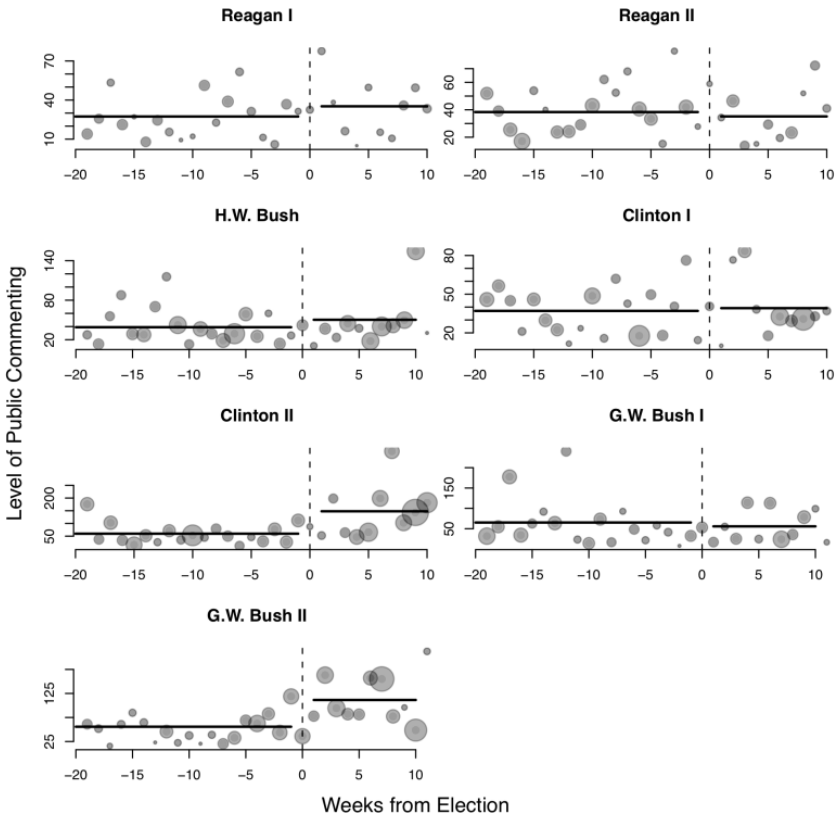 Level of Public Commenting
Reagan I
70
40
10
−20 −15 −10 −5 0 5 10
Reagan II
60
40
20
−20 −15 −10 −5 0 5 10
H.W. Bush
140
80
20
−20 −15 −10 −5 0 5 10
Clinton I
80
50
20
−20 −15 −10 −5 0 5 10
Clinton II
200
50
−20 −15 −10 −5 0 5 10
G.W. Bush I
150
50
−20 −15 −10 −5 0 5 10
G.W. Bush II
125
25
−20 −15 −10 −5 0 5 10
Weeks from Election